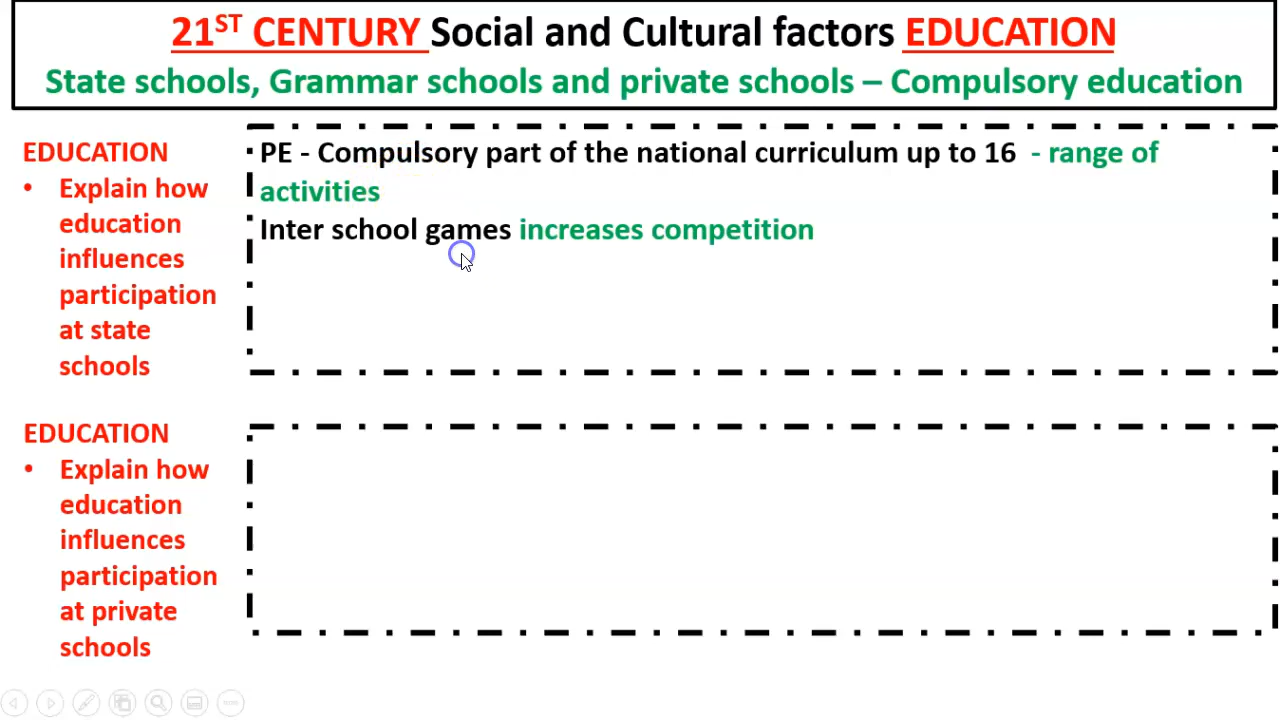 21ST CENTURY Social and Cultural factors EDUCATION
State schools, Grammar schools and private schools – Compulsory education
EDUCATION
• Explain how
education
influences
participation
at state
schools
PE - Compulsory part of the national curriculum up to 16 - range of
activities
Inter school games increases competition
EDUCATION
• Explain how
education
influences
participation
at private
schools